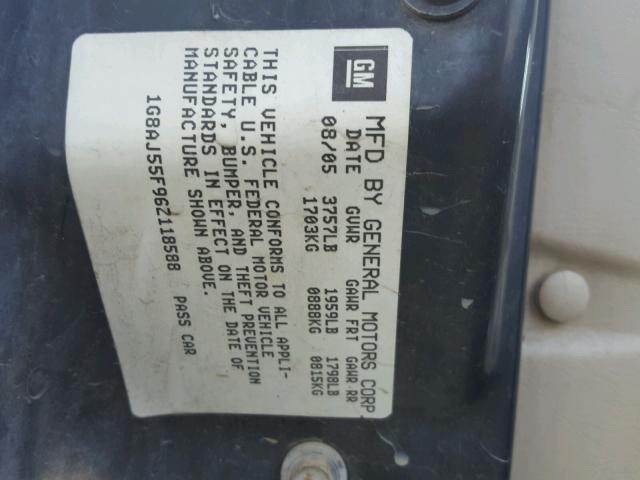 GM
MFD BY GENERAL MOTORS CORP
DATE GVWR GAWR FRT GAWR RR
08/05 3757LB 1959LB 1798LB
1703KG 0888KG 0815KG
THIS VEHICLE CONFORMS TO ALL APPLI-
CABLE U.S. FEDERAL MOTOR VEHICLE
SAFETY, BUMPER, AND THEFT PREVENTION
STANDARDS IN EFFECT ON THE DATE OF
MANUFACTURE SHOWN ABOVE.
1G8AJ55F96Z118588 PASS CAR